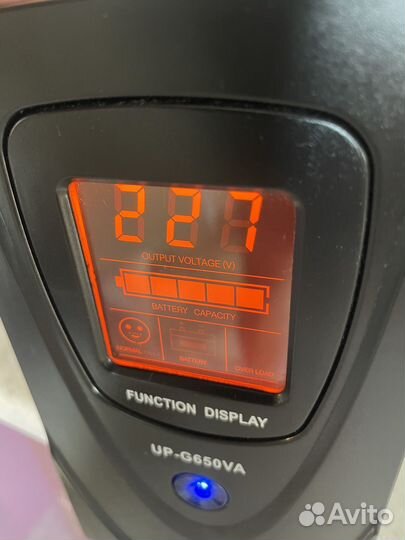 227
OUTPUT VOLTAGE (V)
BATTERY CAPACITY
NORMAL
BATTERY
OVER LOAD
FUNCTION DISPLAY
UP-G650VA
Avito